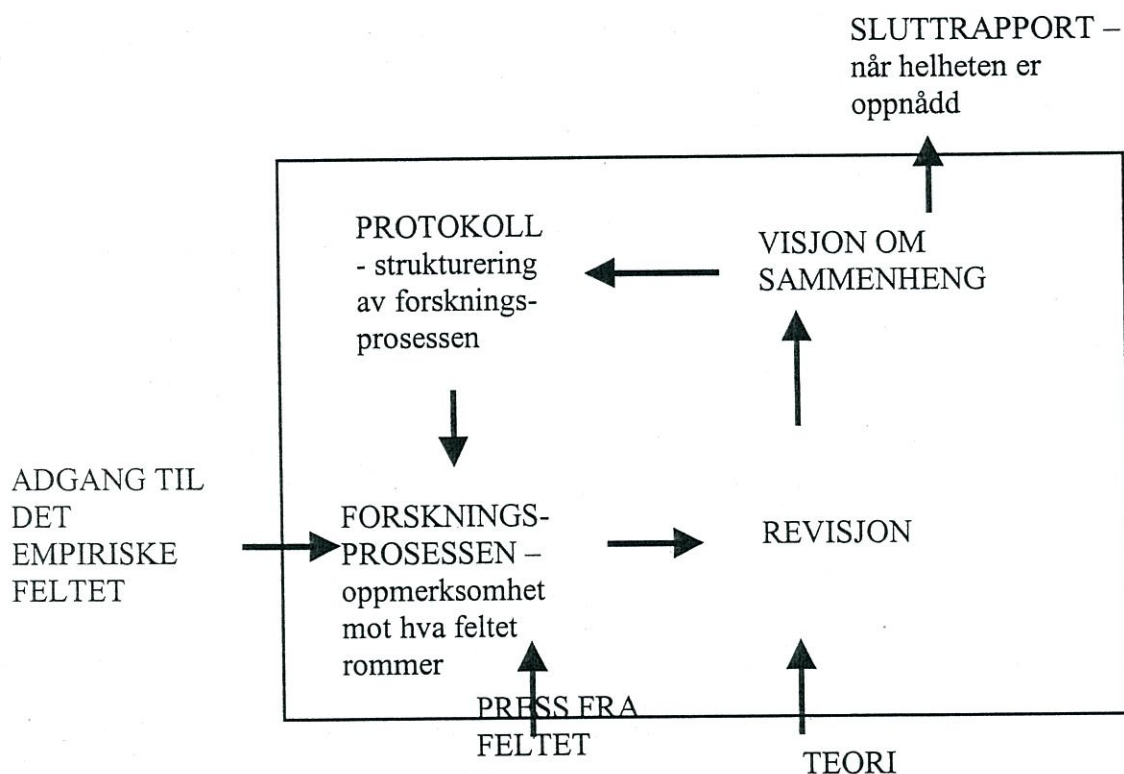 SLUTTRAPPORT –
når helheten er
oppnådd
PROTOKOLL
- strukturering
av forsknings-
prosessen
VISJON OM
SAMMENHENG
ADGANG TIL
DET
EMPIRISKE
FELTET
FORSKNINGS-
PROSESSEN –
oppmerksomhet
mot hva feltet
rommer
REVISJON
PRESS FRA
FELTET
TEORI